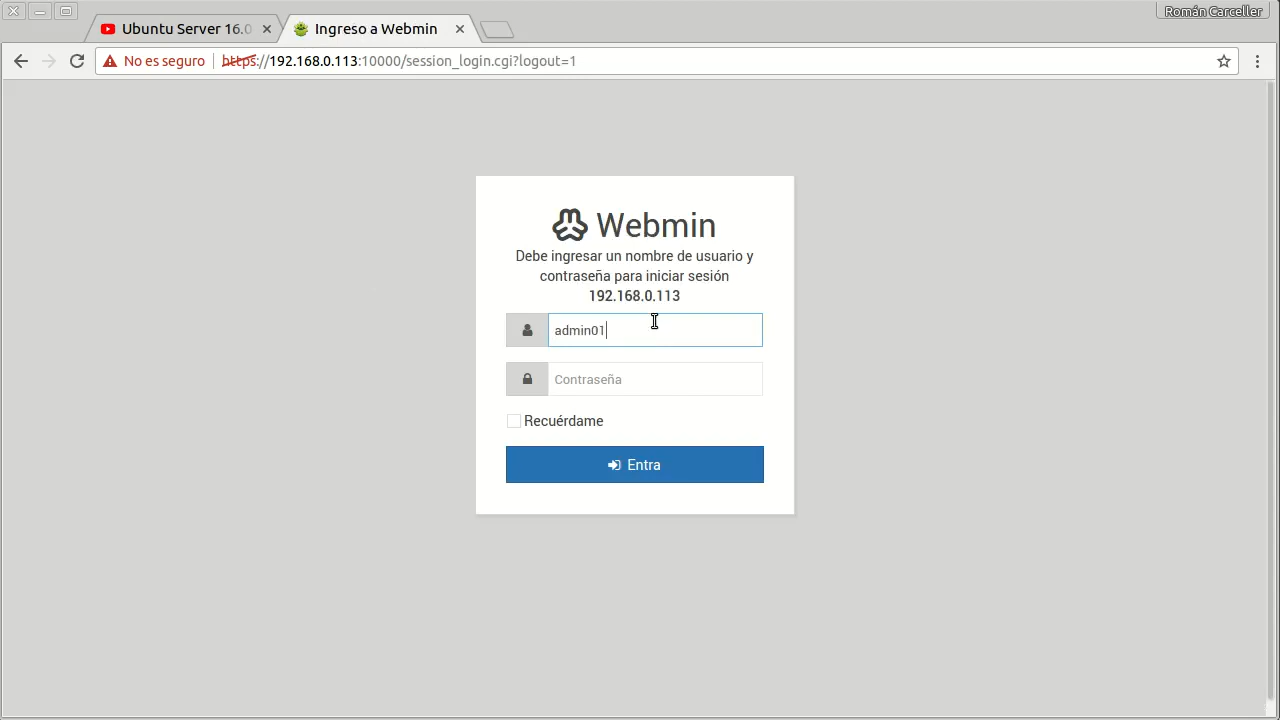 Román Carceller
Ubuntu Server 16.0
Ingreso a Webmin
No es seguro
https://192.168.0.113:10000/session_login.cgi?logout=1
Webmin
Debe ingresar un nombre de usuario y
contraseña para iniciar sesión
192.168.0.113
admin01
Contraseña
Recuérdame
Entra